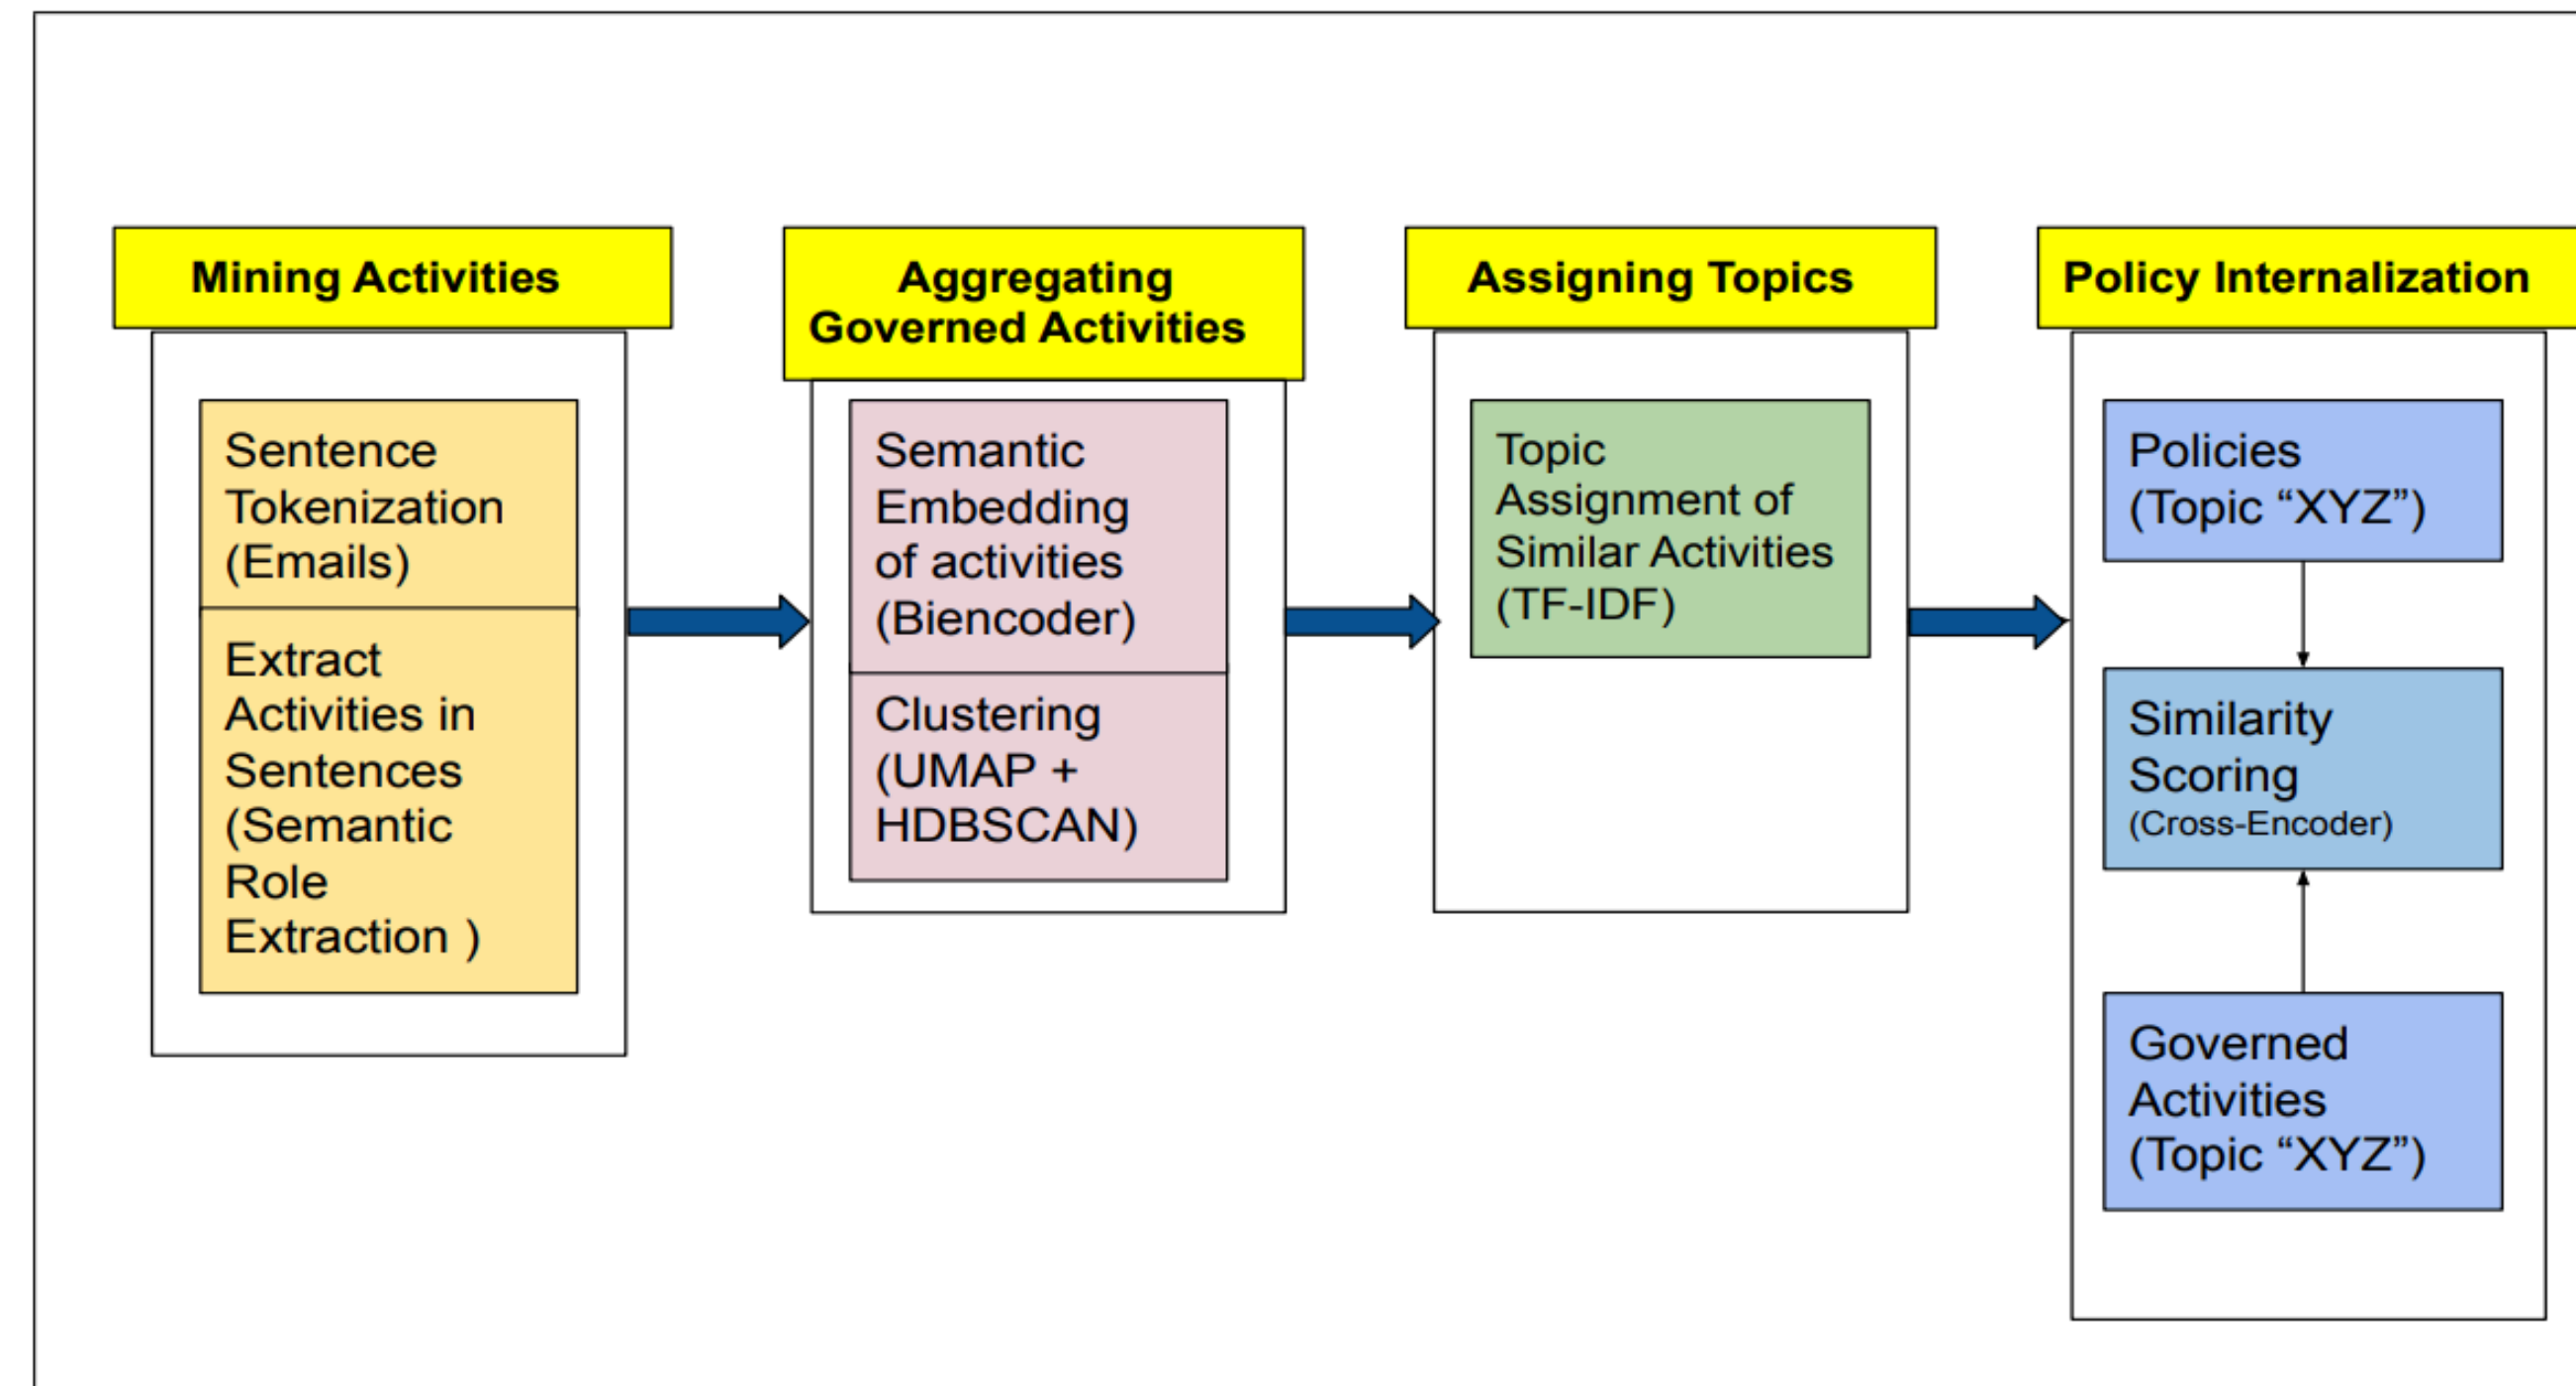 Mining Activities
Sentence
Tokenization
(Emails)
Extract
Activities in
Sentences
(Semantic
Role
Extraction )
Aggregating
Governed Activities
Semantic
Embedding
of activities
(Biencoder)
Clustering
(UMAP +
HDBSCAN)
Assigning Topics
Topic
Assignment of
Similar Activities
(TF-IDF)
Policy Internalization
Policies
(Topic “XYZ”)
Similarity
Scoring
(Cross-Encoder)
Governed
Activities
(Topic “XYZ”)